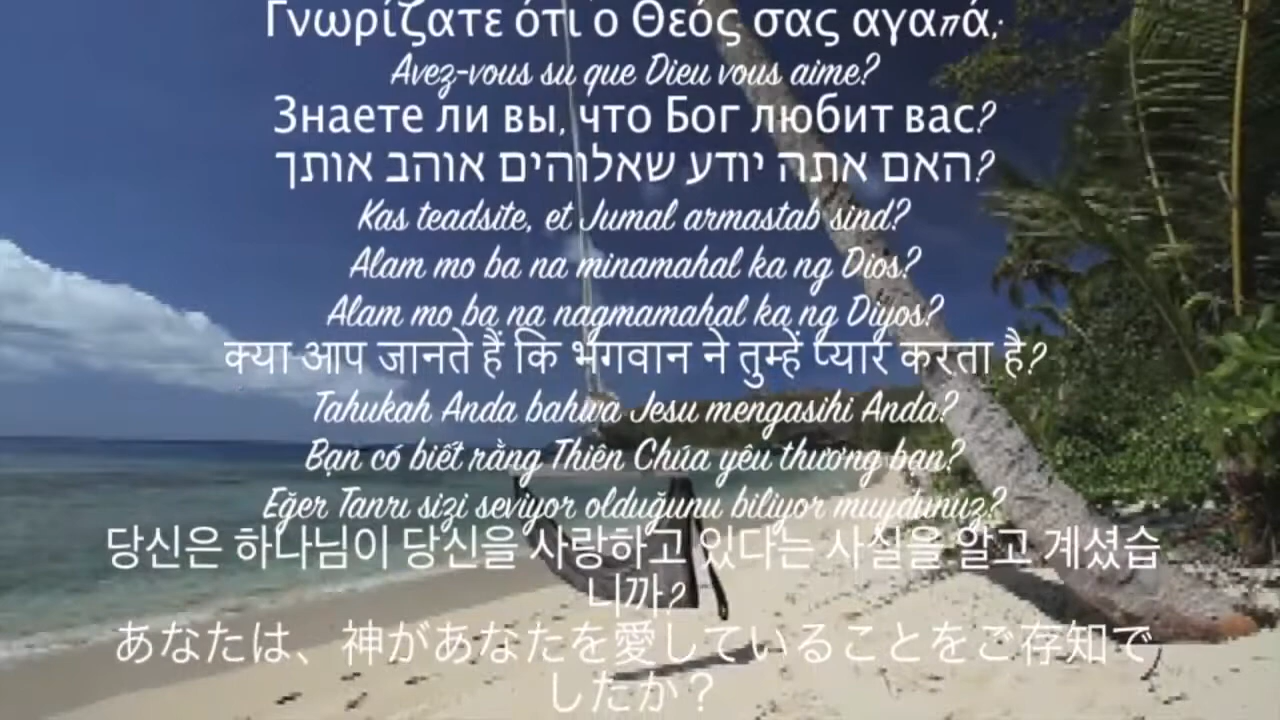 Γνωρίζατε ότι ο Θεός σας αγαπά;
Avez-vous su que Dieu vous aime?
Знаете ли вы, что Бог любит вас?
האם אתה יודע שאלוהים אוהב אותך?
Kas teadsite, et Jumal armastab sind?
Alam mo ba na minamahal ka ng Dios?
Alam mo ba na nagmamahal ka ng Diyos?
क्या आप जानते हैं कि भगवान ने तुम्हें प्यार करता है?
Tahukah Anda bahwa Jesu mengasihi Anda?
Bạn có biết rằng Thiên Chúa yêu thương bạn?
Eğer Tanrı sizi seviyor olduğunu biliyor muydunuz?
당신은 하나님이 당신을 사랑하고 있다는 사실을 알고 계셨습
니까?
あなたは、神があなたを愛していることをご存知で
したか？